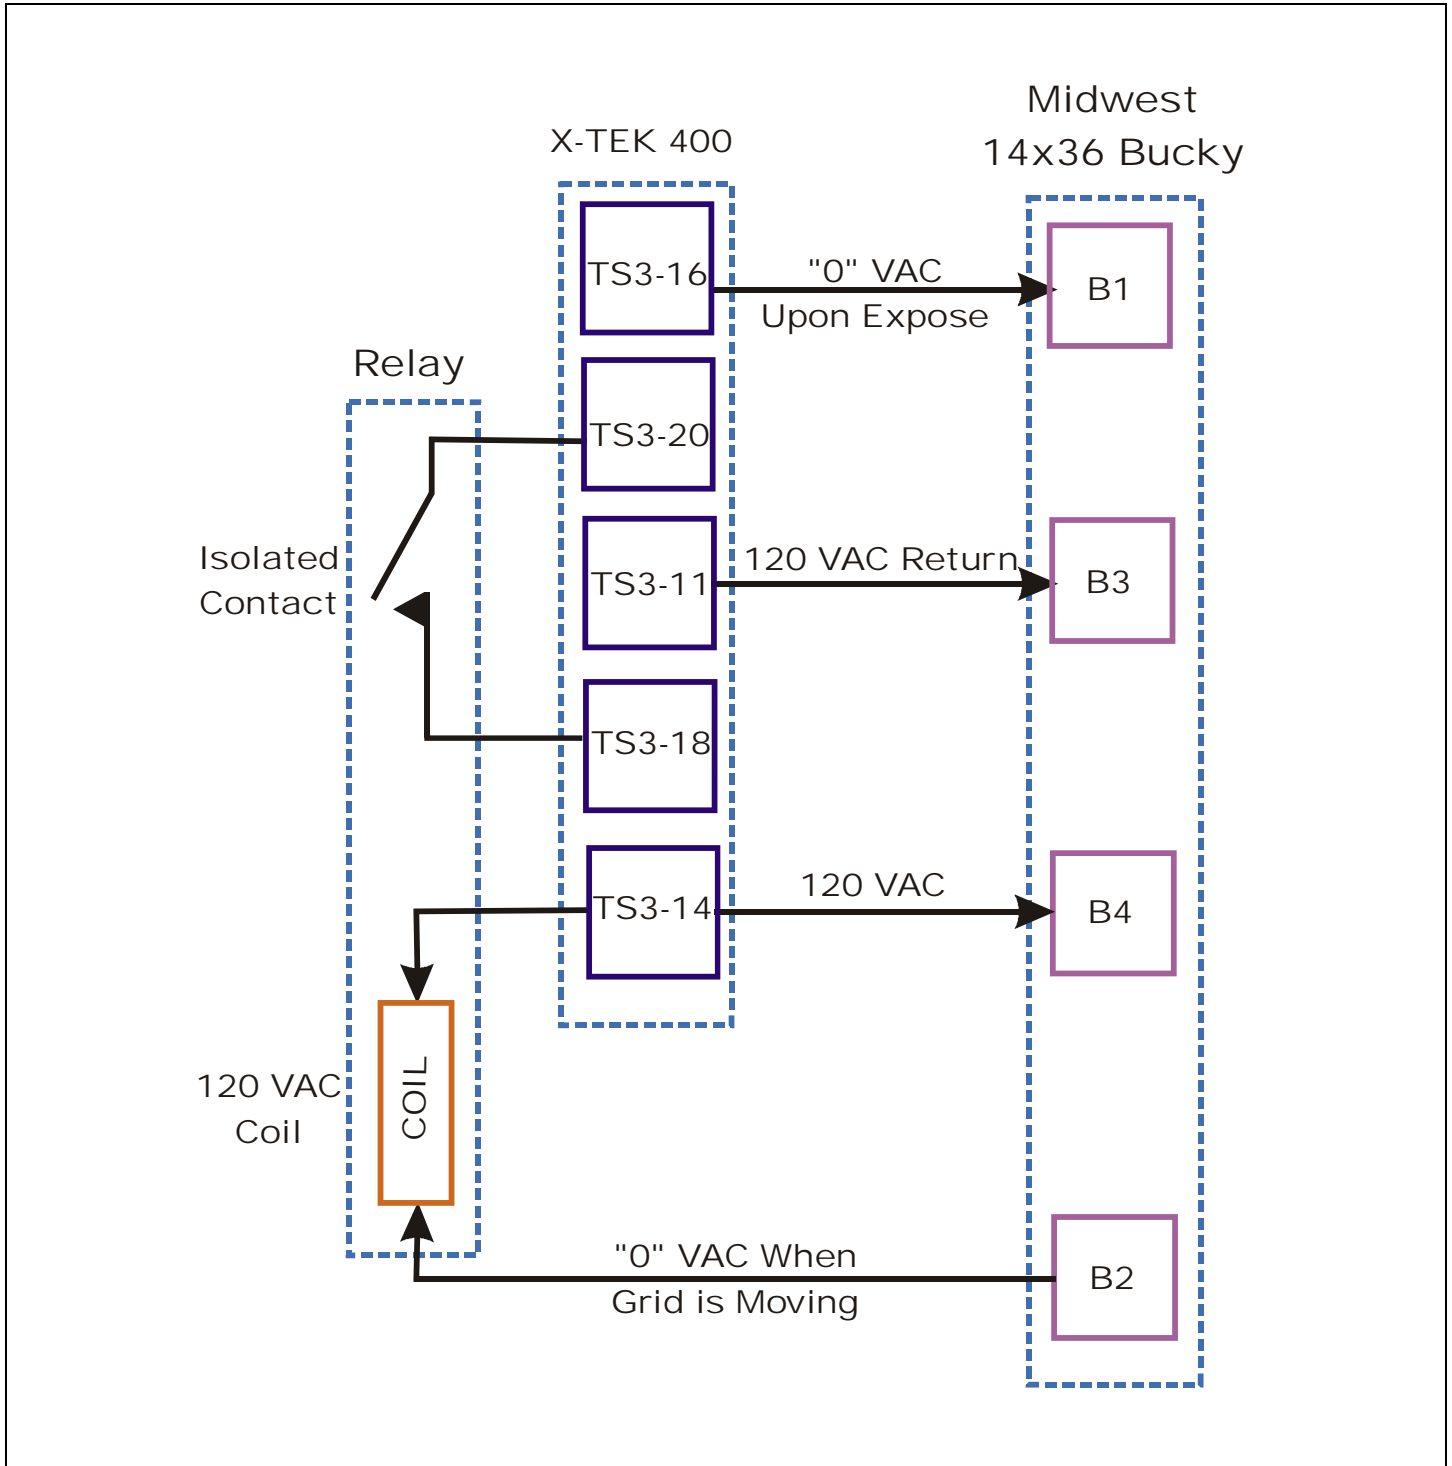 Midwest
14x36 Bucky
X-TEK 400
TS3-16
"0" VAC
Upon Expose
B1
Relay
TS3-20
Isolated
Contact
TS3-11
120 VAC Return
B3
TS3-18
TS3-14
120 VAC
B4
120 VAC
Coil
COIL
"0" VAC When
Grid is Moving
B2